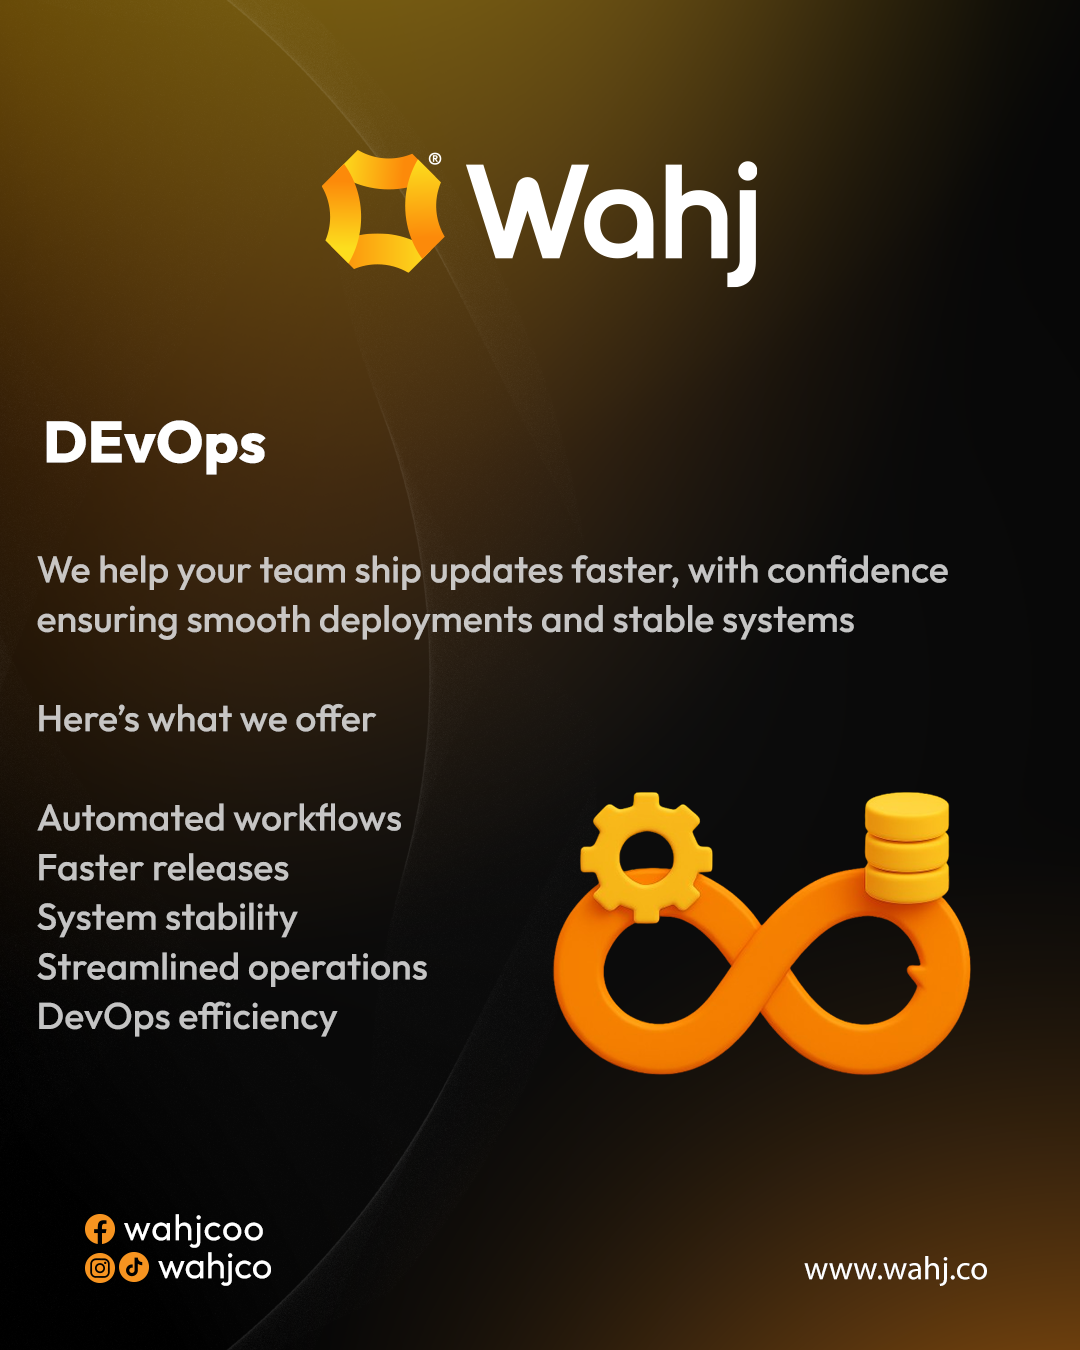 Wahj®
DEvOps
We help your team ship updates faster, with confidence
ensuring smooth deployments and stable systems
Here’s what we offer
Automated workflows
Faster releases
System stability
Streamlined operations
DevOps efficiency
wahjcoo
wahjco
www.wahj.co